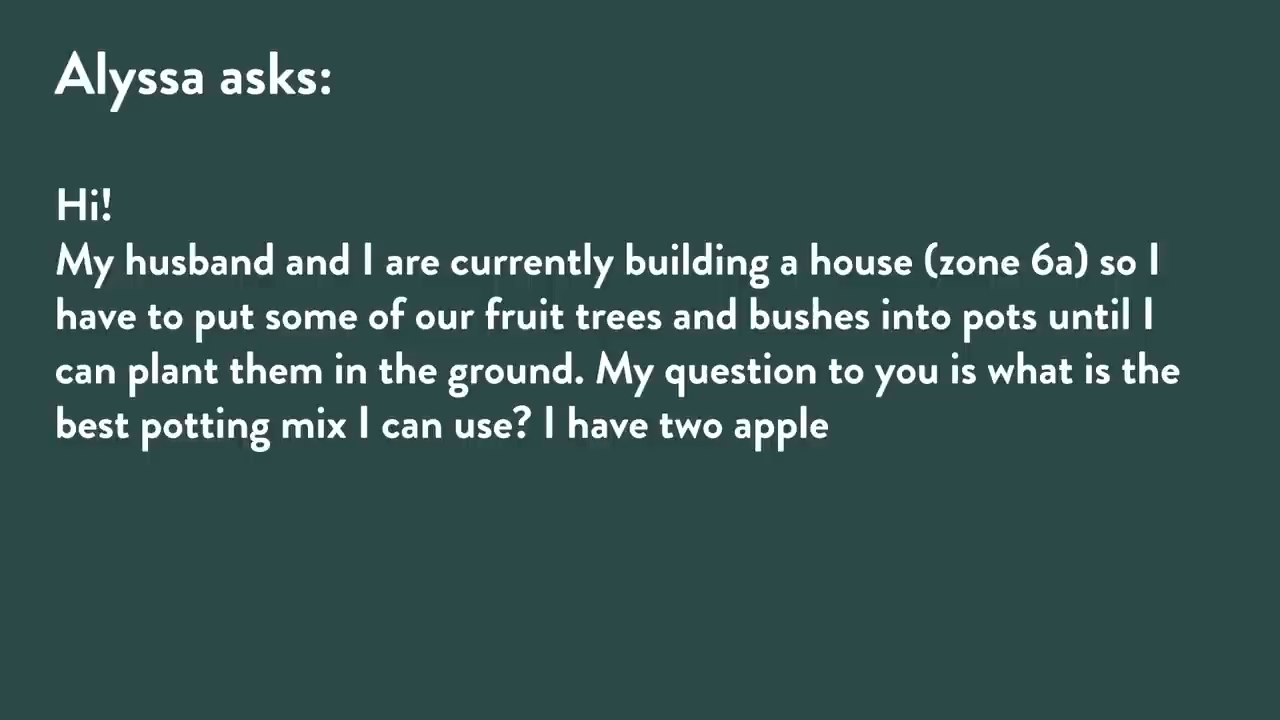 Alyssa asks:
Hi!
My husband and I are currently building a house (zone 6a) so I
have to put some of our fruit trees and bushes into pots until I
can plant them in the ground. My question to you is what is the
best potting mix I can use? I have two apple